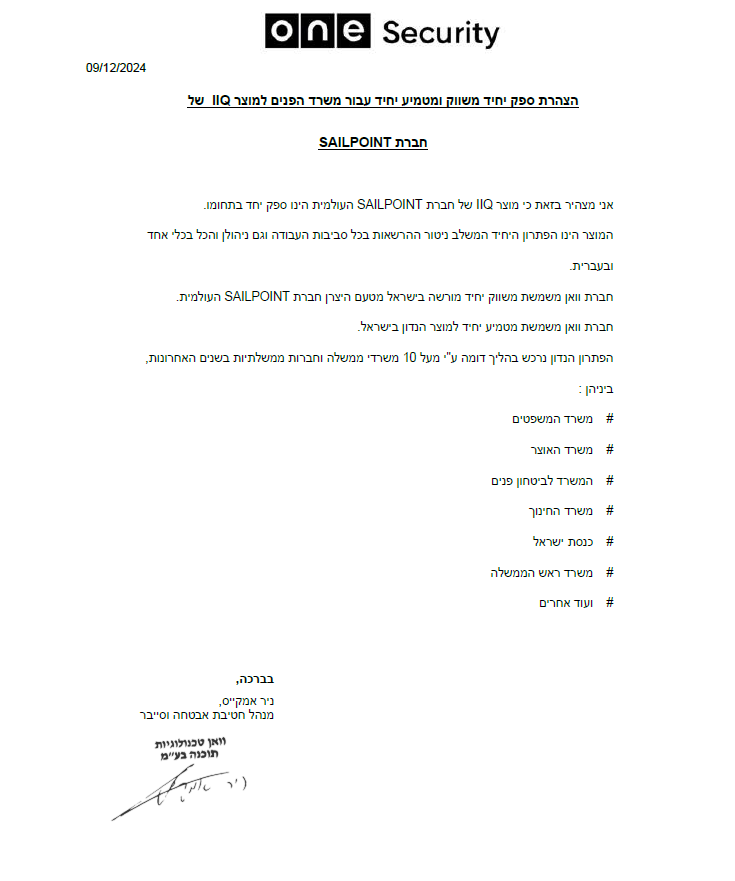 one Security
09/12/2024
הצהרת ספק יחיד משווק ומטמיע יחיד עבור משרד הפנים למוצר IIQ של
חברת SAILPOINT
אני מצהיר בזאת כי מוצר IIQ של חברת SAILPOINT העולמית הינו ספק יחד בתחומו.
המוצר הינו הפתרון היחיד המשלב ניטור ההרשאות בכל סביבות העבודה וגם ניהולן והכל בכלי אחד
ובעברית.
חברת וואן משמשת משווק יחיד מורשה בישראל מטעם היצרן חברת SAILPOINT העולמית.
חברת וואן משמשת מטמיע יחיד למוצר הנדון בישראל.
הפתרון הנדון נרכש בהליך דומה ע"י מעל 10 משרדי ממשלה וחברות ממשלתיות בשנים האחרונות,
ביניהן :
# משרד המשפטים
# משרד האוצר
# המשרד לביטחון פנים
# משרד החינוך
# כנסת ישראל
# משרד ראש הממשלה
# ועוד אחרים
בברכה,
ניר אמקייס,
מנהל חטיבת אבטחה וסייבר
וואן טכנולוגיות
תוכנה בע"מ
ניר אמקייס